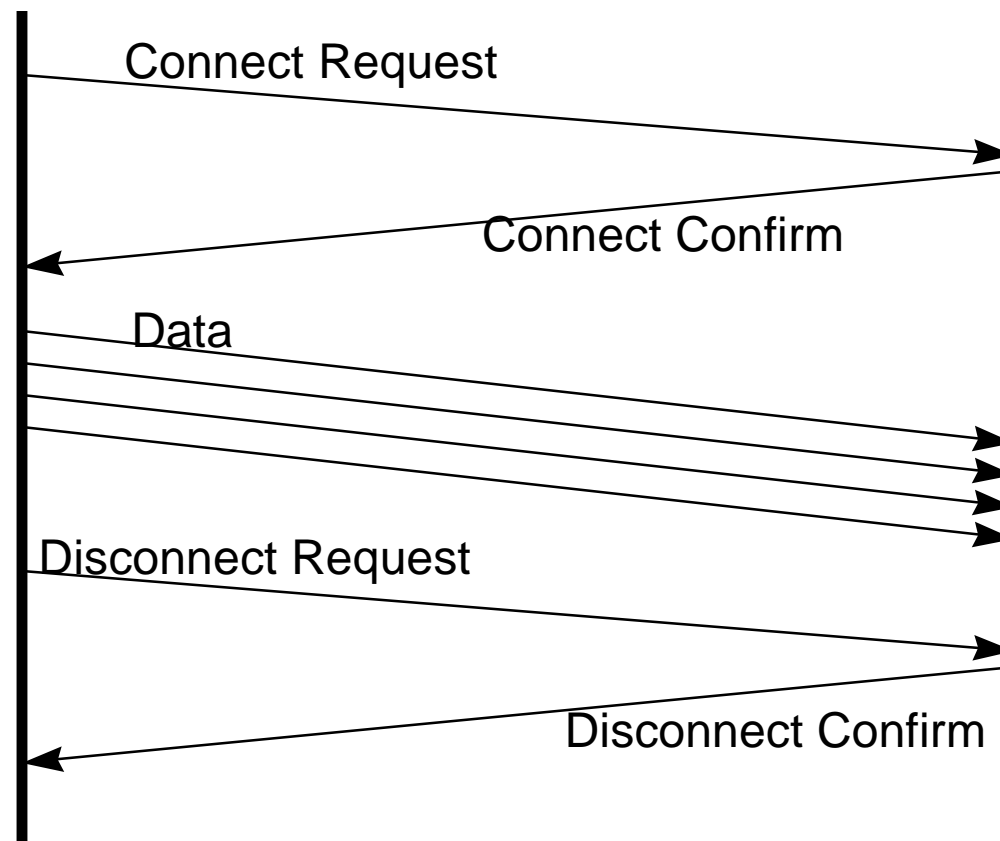 Connect Request
Connect Confirm
Data
Disconnect Request
Disconnect Confirm